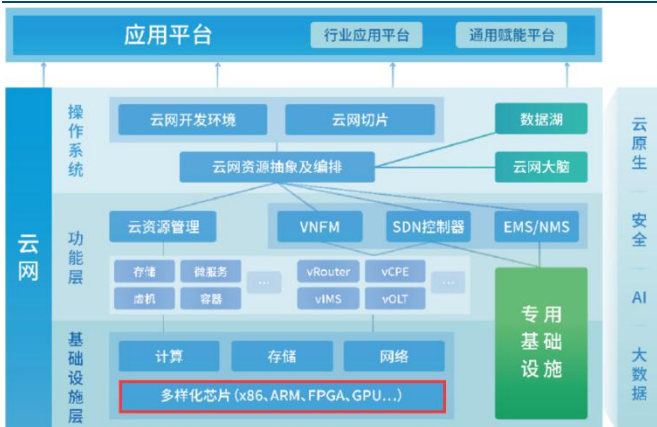 应用平台
行业应用平台
通用赋能平台
云网
操作系统
云网开发环境
云网切片
数据湖
云网资源抽象及编排
云网大脑
功能层
云资源管理
VNFM
SDN控制器
EMS/NMS
存储
微服务
...
vRouter
vCPE
...
虚机
容器
vIMS
vOLT
专用基础设施
基础设施层
计算
存储
网络
多样化芯片(x86、ARM、FPGA、GPU...)
云原生
安全
AI
大数据